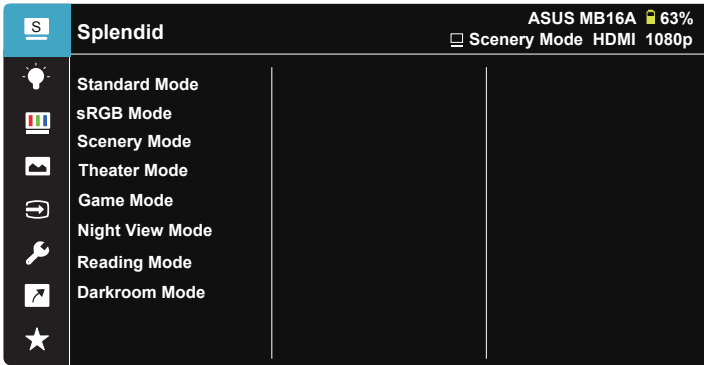 S
Splendid
ASUS MB16A 63%
Scenery Mode HDMI 1080p
Standard Mode
sRGB Mode
Scenery Mode
Theater Mode
Game Mode
Night View Mode
Reading Mode
Darkroom Mode